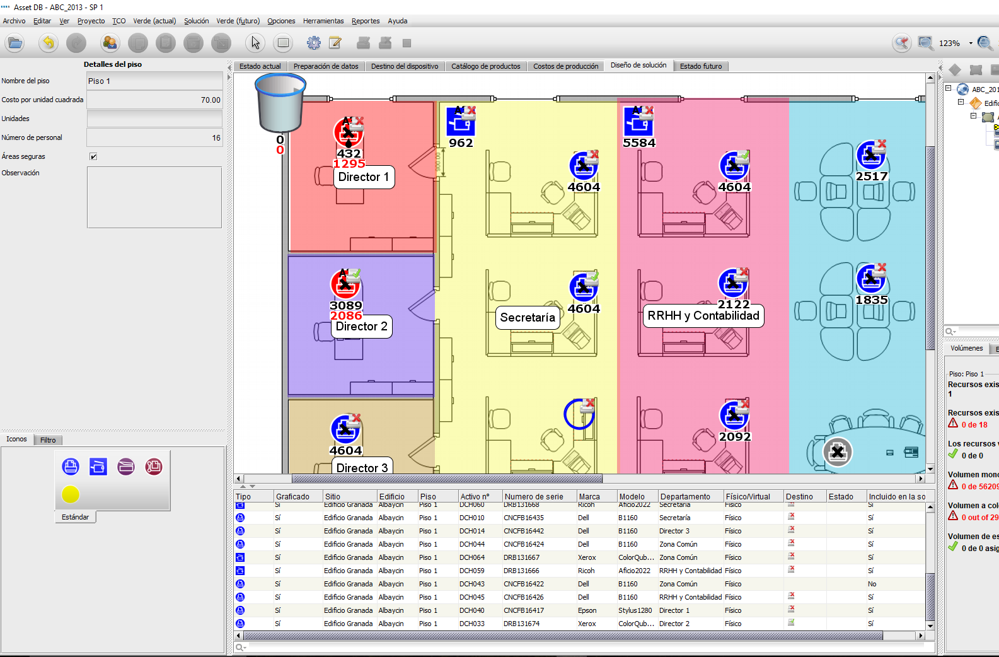 Asset DB - ABC_2013 - SP 1
Archivo Editar Ver Proyecto TCO Verde (actual) Solución Verde (futuro) Opciones Herramientas Reportes Ayuda
123%
Detalles del piso
Nombre del piso Piso 1
Costo por unidad cuadrada 70.00
Unidades
Número de personal 16
Áreas seguras
Observación
Iconos Filtro
Estándar
Estado actual Preparación de datos Destino del dispositivo Catálogo de productos Costos de producción Diseño de solución Estado futuro
0
0
432
1295
Director 1
962
5584
4604
4604
2517
3089
2086
Director 2
4604
Secretaría
2122
RRHH y Contabilidad
1835
4604
Director 3
2092
Tipo Graficado Sitio Edificio Piso Activo nº Numero de serie Marca Modelo Departamento Físico/Virtual Destino Estado Incluido en la so
Sí Edificio Granada Albaycin Piso 1 DCH060 DRB131668 Ricoh Aficio2022 Secretaría Físico Sí
Sí Edificio Granada Albaycin Piso 1 DCH010 CNCFB16435 Dell B1160 Secretaría Físico Sí
Sí Edificio Granada Albaycin Piso 1 DCH014 CNCFB16442 Dell B1160 Director 3 Físico Sí
Sí Edificio Granada Albaycin Piso 1 DCH044 CNCFB16424 Dell B1160 Zona Común Físico Sí
Sí Edificio Granada Albaycin Piso 1 DCH064 DRB131667 Xerox ColorQub... Zona Común Físico Sí
Sí Edificio Granada Albaycin Piso 1 DCH059 DRB131666 Ricoh Aficio2022 RRHH y Contabilidad Físico Sí
Sí Edificio Granada Albaycin Piso 1 DCH043 CNCFB16422 Dell B1160 Zona Común Físico No
Sí Edificio Granada Albaycin Piso 1 DCH045 CNCFB16426 Dell B1160 RRHH y Contabilidad Físico Sí
Sí Edificio Granada Albaycin Piso 1 DCH040 CNCFB16417 Epson Stylus1280 Director 1 Físico Sí
Sí Edificio Granada Albaycin Piso 1 DCH033 DRB131674 Xerox ColorQub... Director 2 Físico Sí
ABC_201
Edific
Volúmenes
Piso: Piso 1
Recursos exis
1
Recursos exis
0 de 18
Los recursos v
0 de 0
Volumen mono
0 de 56209
Volumen a colo
0 out of 29
Volumen de es
0 de 0 asig